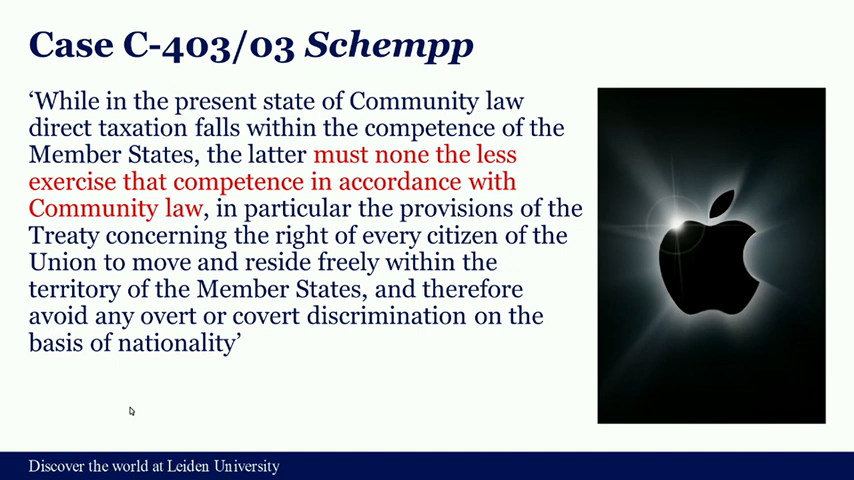 Case C-403/03 Schempp
‘While in the present state of Community law
direct taxation falls within the competence of the
Member States, the latter must none the less
exercise that competence in accordance with
Community law, in particular the provisions of the
Treaty concerning the right of every citizen of the
Union to move and reside freely within the
territory of the Member States, and therefore
avoid any overt or covert discrimination on the
basis of nationality’
Discover the world at Leiden University